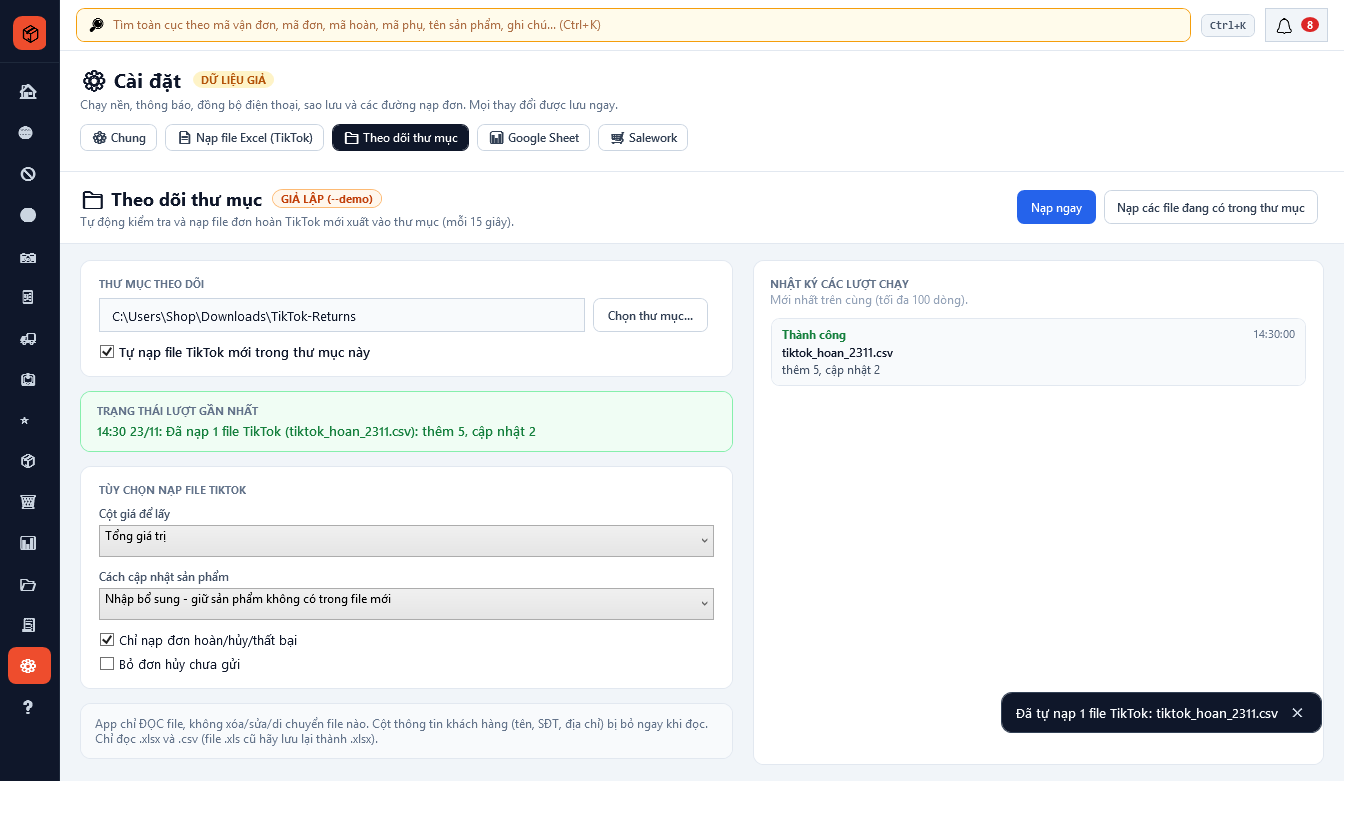 Tìm toàn cục theo mã vận đơn, mã đơn, mã hoàn, mã phụ, tên sản phẩm, ghi chú... (Ctrl+K)
Ctrl+K
8
Cài đặt
DỮ LIỆU GIẢ
Chạy nền, thông báo, đồng bộ điện thoại, sao lưu và các đường nạp đơn. Mọi thay đổi được lưu ngay.
Chung
Nạp file Excel (TikTok)
Theo dõi thư mục
Google Sheet
Salework
Theo dõi thư mục
GIẢ LẬP (--demo)
Tự động kiểm tra và nạp file đơn hoàn TikTok mới xuất vào thư mục (mỗi 15 giây).
Nạp ngay
Nạp các file đang có trong thư mục
THƯ MỤC THEO DÕI
C:\Users\Shop\Downloads\TikTok-Returns
Chọn thư mục...
Tự nạp file TikTok mới trong thư mục này
TRẠNG THÁI LƯỢT GẦN NHẤT
14:30 23/11: Đã nạp 1 file TikTok (tiktok_hoan_2311.csv): thêm 5, cập nhật 2
TÙY CHỌN NẠP FILE TIKTOK
Cột giá để lấy
Tổng giá trị
Cách cập nhật sản phẩm
Nhập bổ sung - giữ sản phẩm không có trong file mới
Chỉ nạp đơn hoàn/hủy/thất bại
Bỏ đơn hủy chưa gửi
App chỉ ĐỌC file, không xóa/sửa/di chuyển file nào. Cột thông tin khách hàng (tên, SĐT, địa chỉ) bị bỏ ngay khi đọc.
Chỉ đọc .xlsx và .csv (file .xls cũ hãy lưu lại thành .xlsx).
NHẬT KÝ CÁC LƯỢT CHẠY
Mới nhất trên cùng (tối đa 100 dòng).
Thành công
14:30:00
tiktok_hoan_2311.csv
thêm 5, cập nhật 2
Đã tự nạp 1 file TikTok: tiktok_hoan_2311.csv